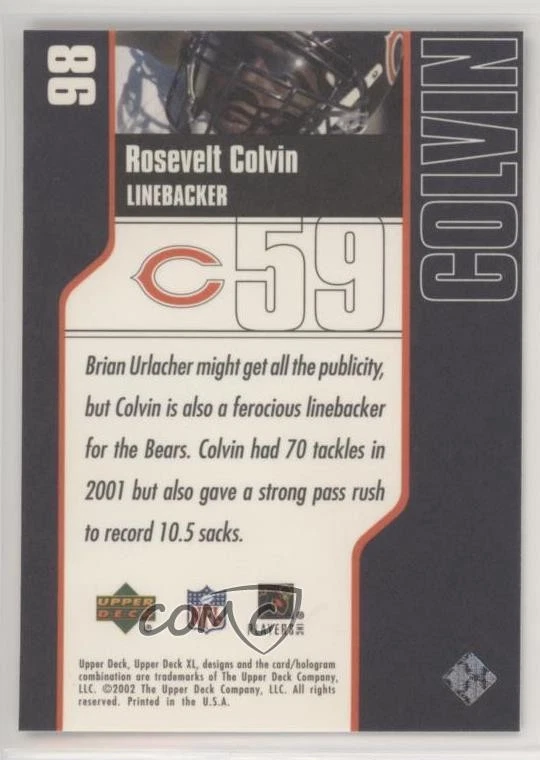 98
Rosevelt Colvin
LINEBACKER
COLVIN
59
Brian Urlacher might get all the publicity,
but Colvin is also a ferocious linebacker
for the Bears. Colvin had 70 tackles in
2001 but also gave a strong pass rush
to record 10.5 sacks.
UPPER
DECK
NFL
PLAYERS
COMC
Upper Deck, Upper Deck XL, designs and the card/hologram
combination are trademarks of The Upper Deck Company,
LLC. ©2002 The Upper Deck Company, LLC. All rights
reserved. Printed in the U.S.A.